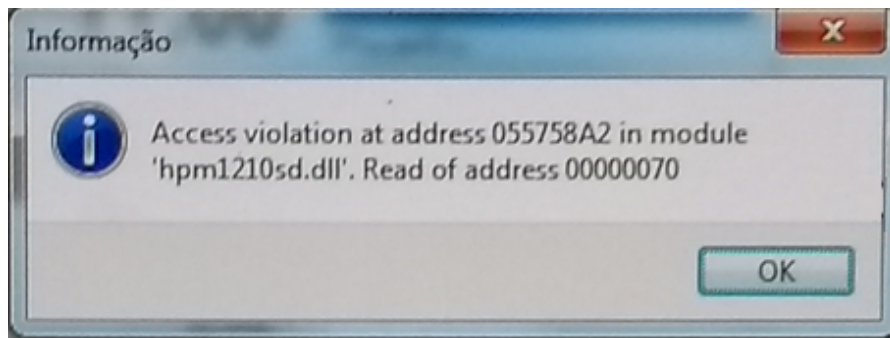 Informação
Access violation at address 055758A2 in module
'hpm1210sd.dll'. Read of address 00000070
OK